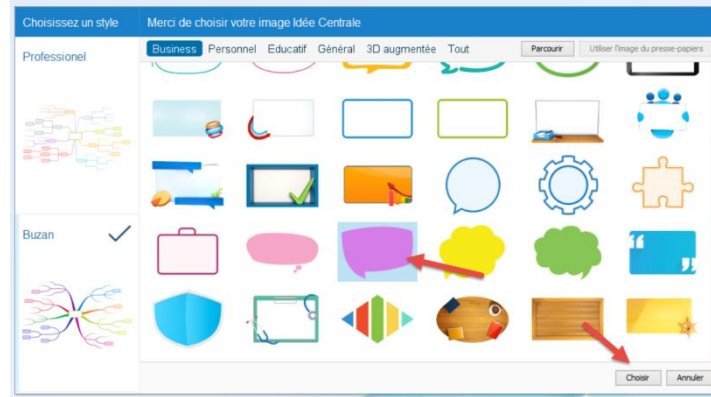 Choisissez un style
Merci de choisir votre image Idée Centrale
Professionel
Business Personnel Educatif Général 3D augmentée Tout
Parcourir
Utiliser l'image du presse-papiers
Buzan
Choisir
Annuler